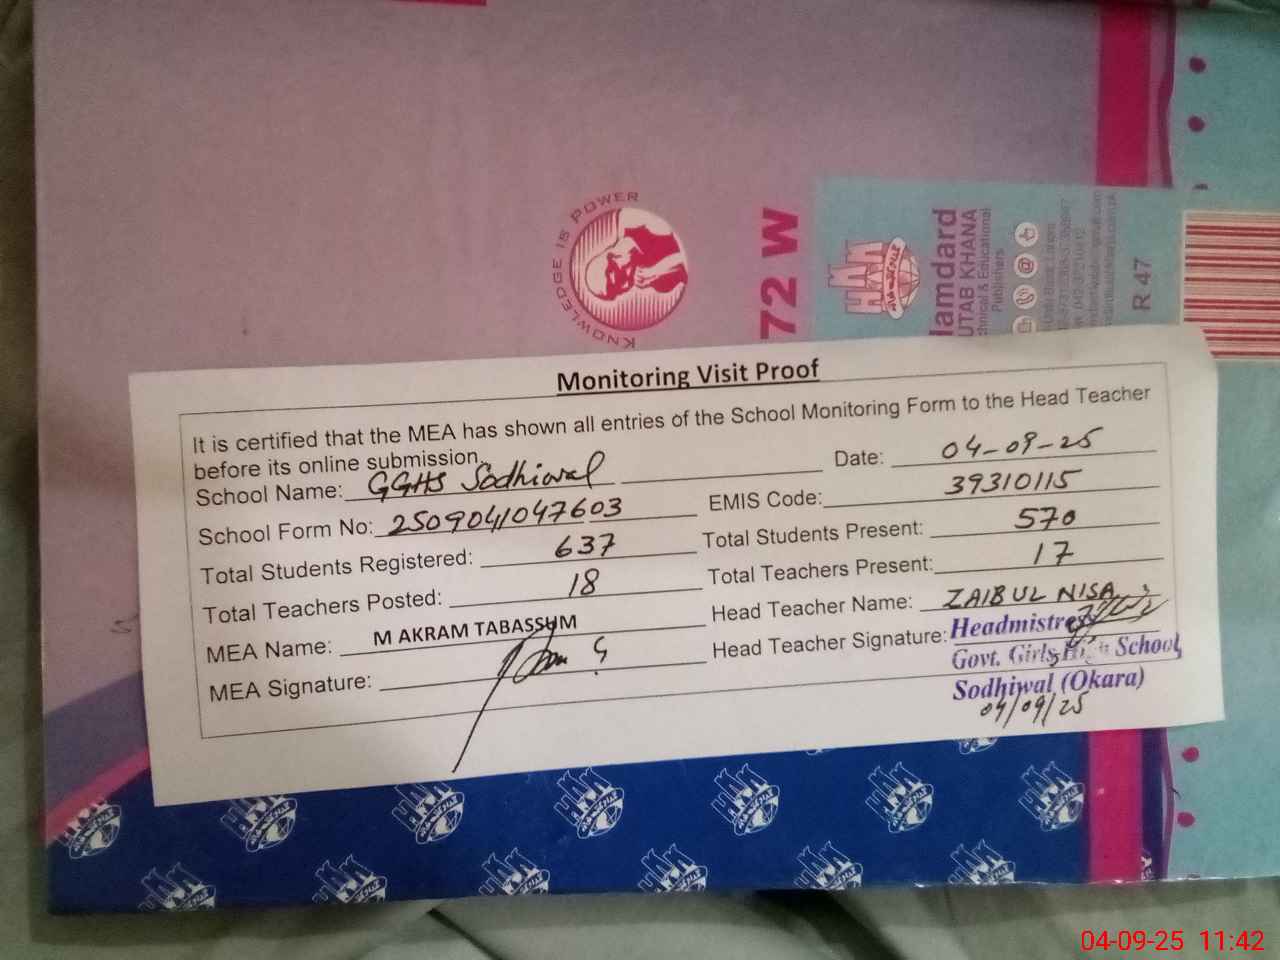 KNOWLEDGE IS POWER
72 W
HAMDARD
lamdard
UTAB KHANA
chnical & Educational
Publishers
R 47
Monitoring Visit Proof
It is certified that the MEA has shown all entries of the School Monitoring Form to the Head Teacher
before its online submission.
School Name: GGHS Sodhiwal Date: 04-09-25
School Form No: 2509041047603 EMIS Code: 39310115
Total Students Registered: 637 Total Students Present: 570
Total Teachers Posted: 18 Total Teachers Present: 17
MEA Name: M AKRAM TABASSUM Head Teacher Name: ZAIBUL NISA
MEA Signature: Head Teacher Signature:
Headmistress
Govt. Girls High School
Sodhiwal (Okara)
04/09/25
04-09-25 11:42